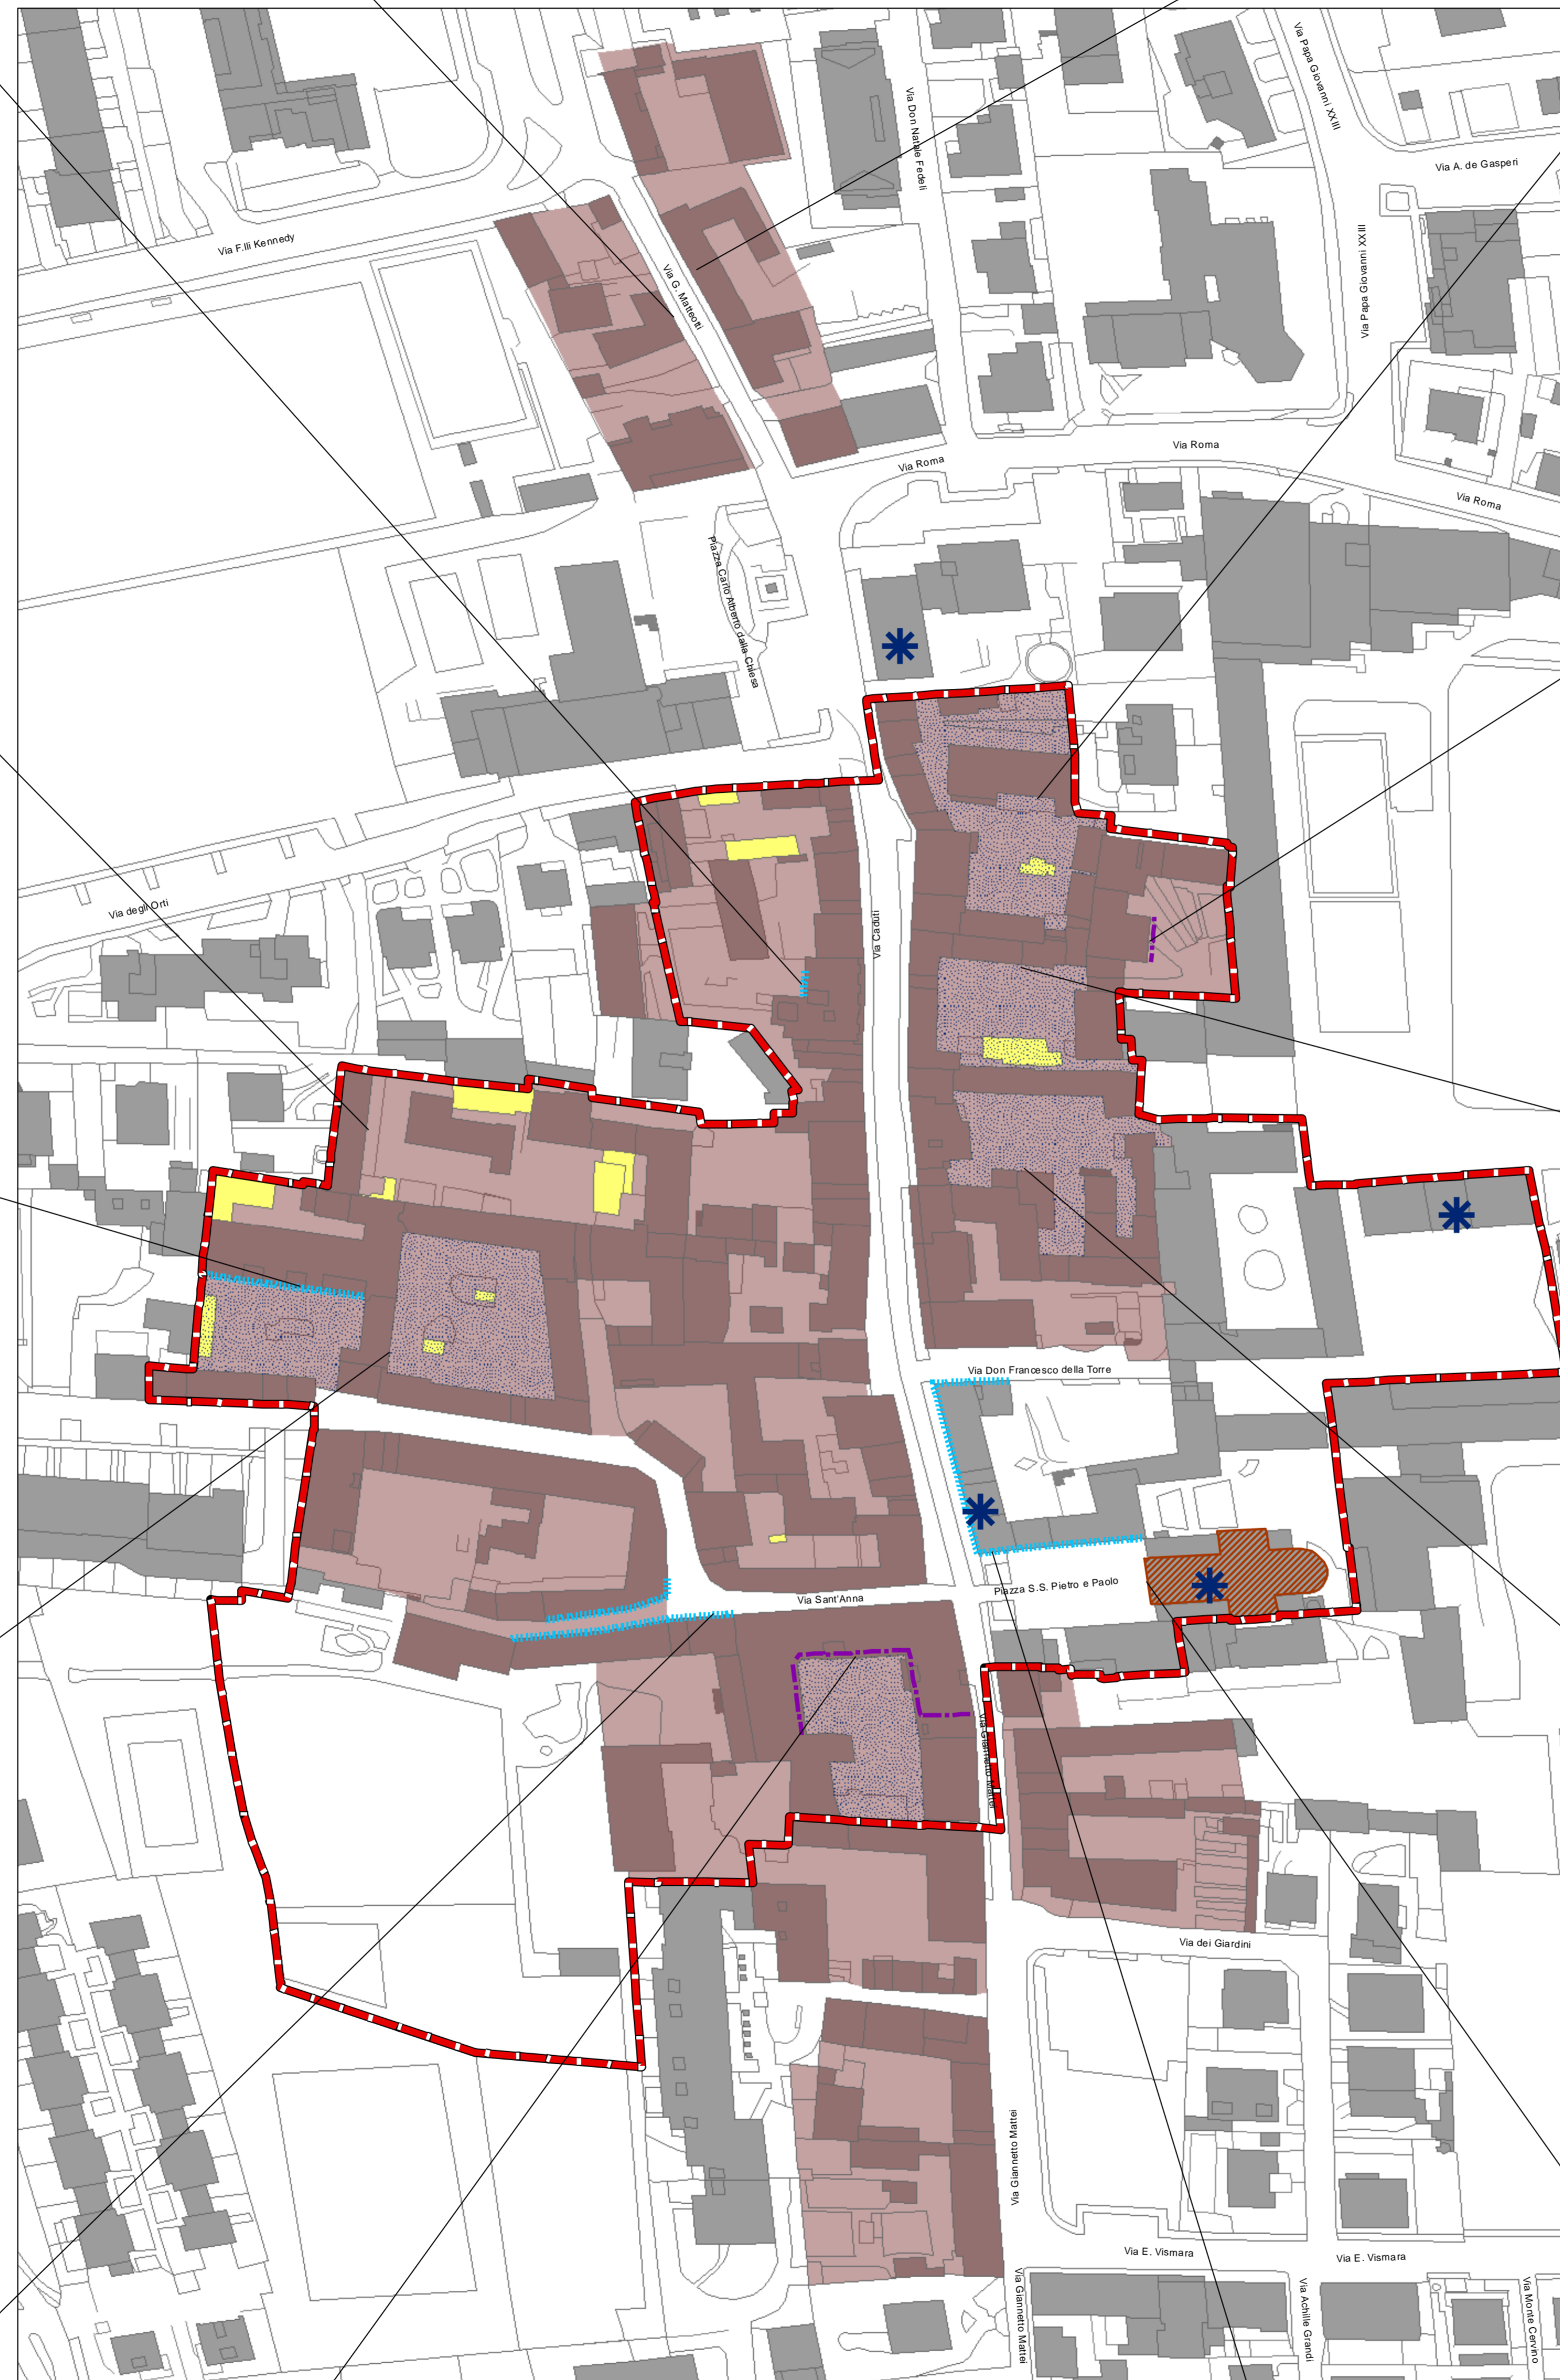 Via Papa Giovanni XXIII
Via Don Natale Fedeli
Via A. de Gasperi
Via F.lli Kennedy
Via G. Matteotti
Via Papa Giovanni XXIII
Via Roma
Via Roma
Via Roma
Piazza Carlo Alberto dalla Chiesa
Via degli Orti
Via Caduti
Via Don Francesco della Torre
Piazza S.S. Pietro e Paolo
Via Sant'Anna
Via Giannetto Mattei
Via dei Giardini
Via Giannetto Mattei
Via E. Vismara
Via E. Vismara
Via Giannetto Mattei
Via Achille Grandi
Via Monte Cervino